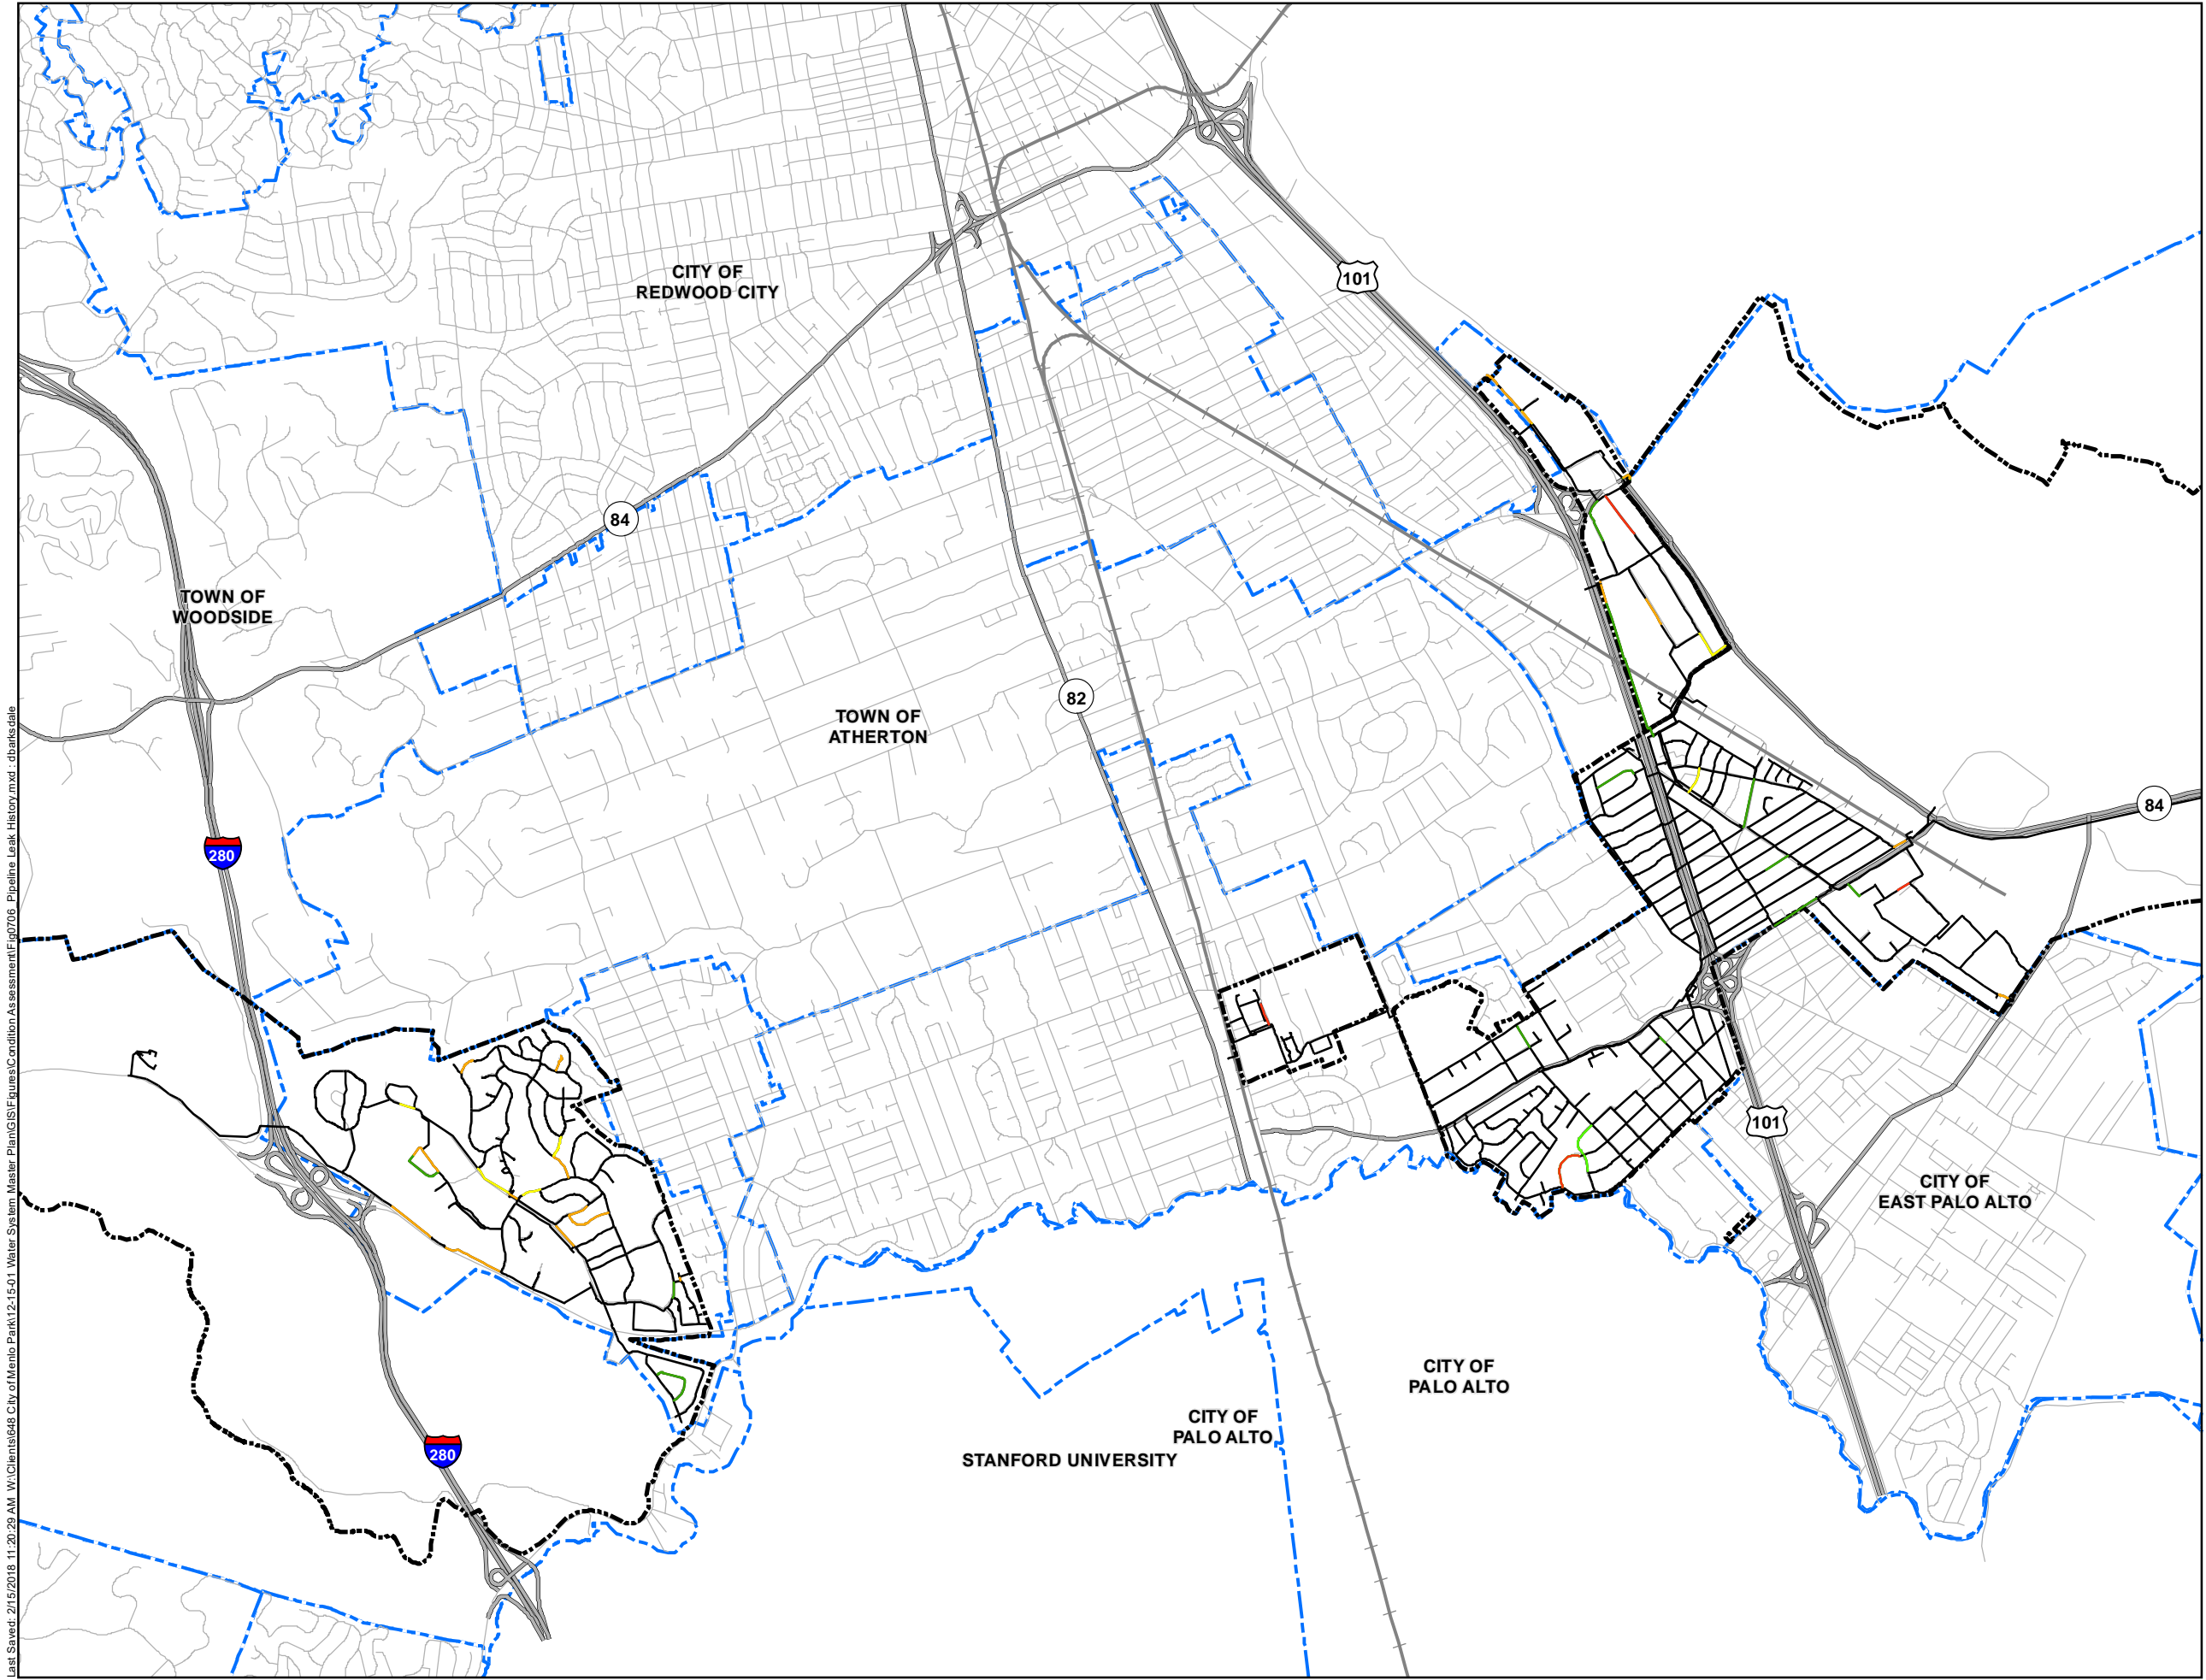 CITY OF
REDWOOD CITY
101
84
TOWN OF
WOODSIDE
82
TOWN OF
ATHERTON
84
280
101
CITY OF
EAST PALO ALTO
CITY OF
PALO ALTO
CITY OF
PALO ALTO
STANFORD UNIVERSITY
280
Last Saved: 2/15/2018 11:20:29 AM W:\Clients\648 City of Menlo Park\12-15-01 Water System Master Plan\GIS\Figures\Condition Assessment\Fig0706_Pipeline Leak History.mxd : dbarksdale